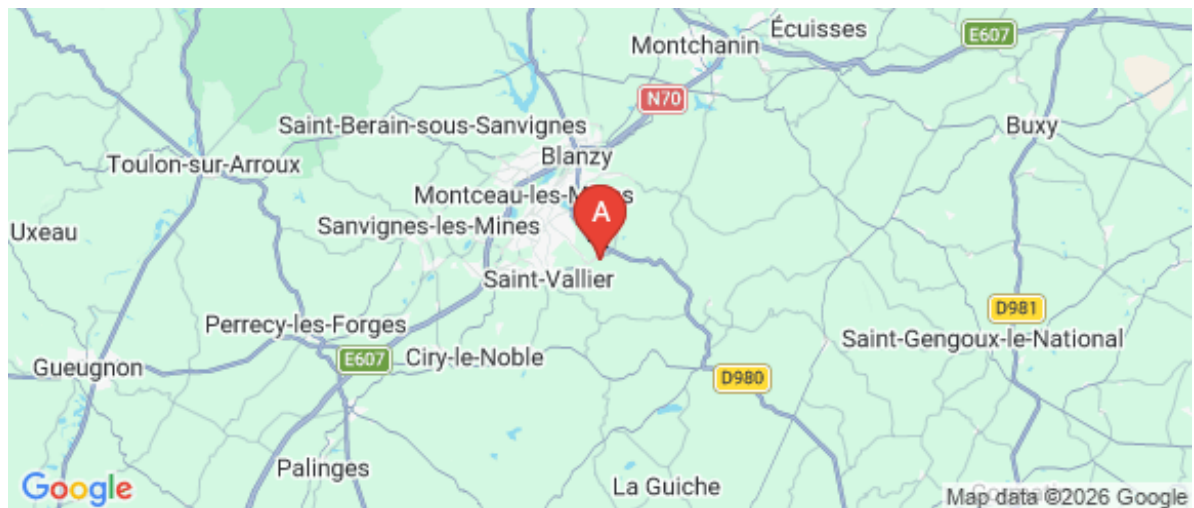 Écuisses
E607
Montchanin
N70
Saint-Berain-sous-Sanvignes
Buxy
Blanzy
Toulon-sur-Arroux
Montceau-les-M es
A
Sanvignes-les-Mines
Uxeau
Saint-Vallier
D981
Perrecy-les-Forges
Saint-Gengoux-le-National
E607
Ciry-le-Noble
Gueugnon
D980
Palinges
La Guiche
Google
Map data ©2026 Google